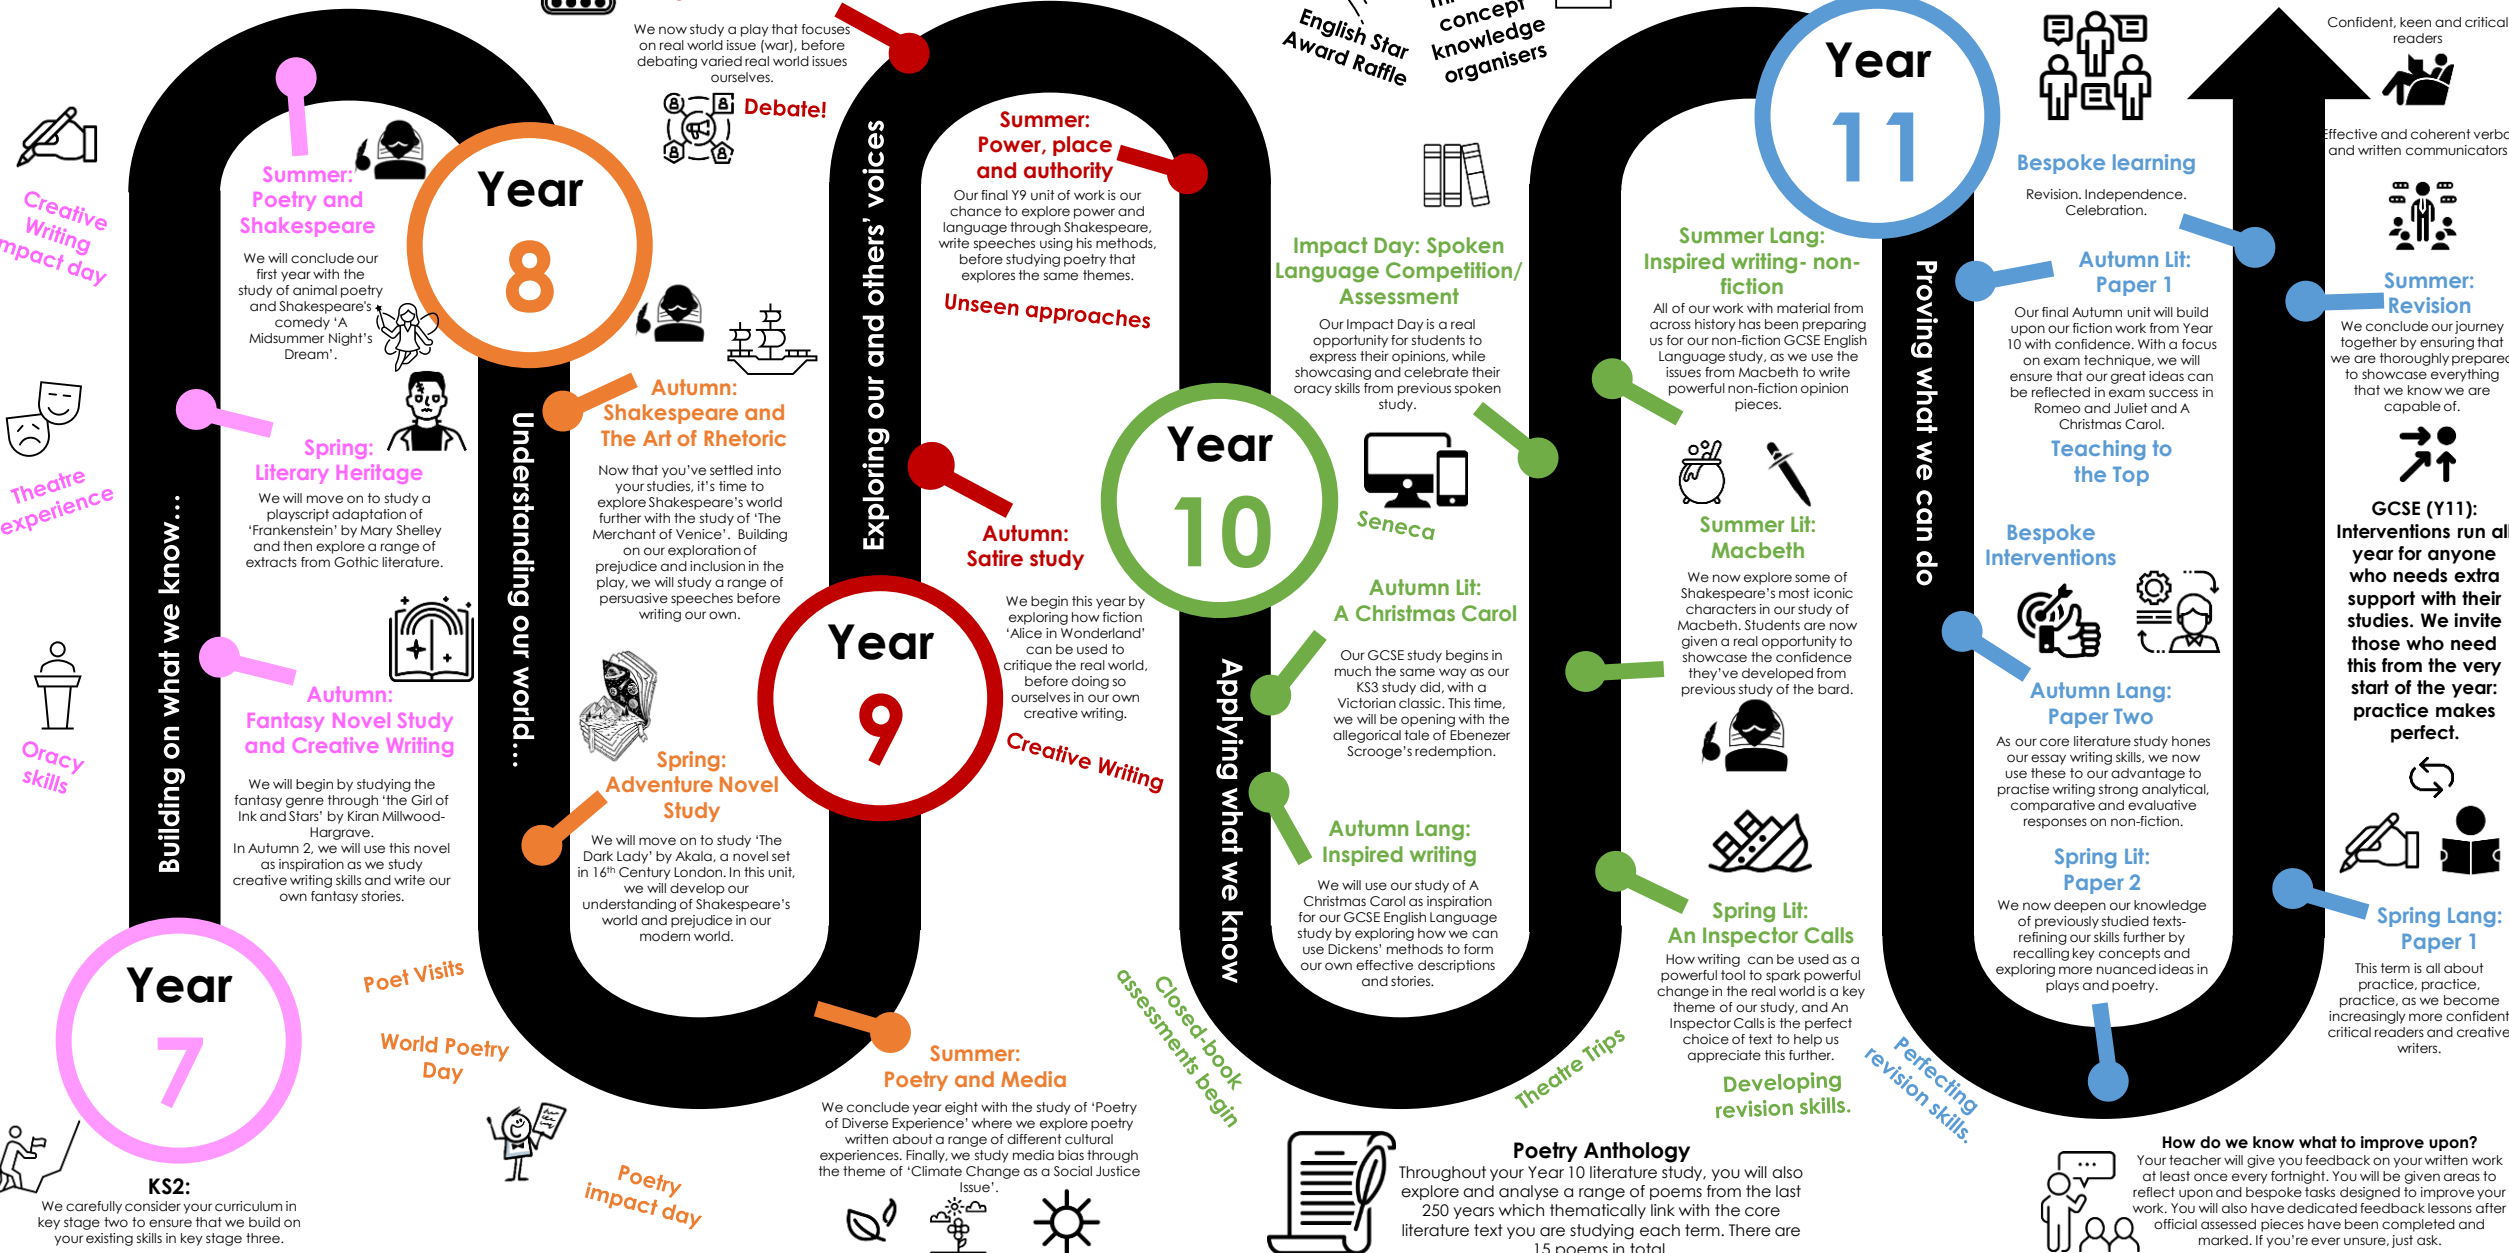 KS2:
We carefully consider your curriculum in
key stage two to ensure that we build on
your existing skills in key stage three.
Year
7
Building on what we know...
Oracy
skills
Theatre
experience
Creative
Writing
mpact day
Autumn:
Fantasy Novel Study
and Creative Writing
We will begin by studying the
fantasy genre through ‘the Girl of
Ink and Stars’ by Kiran Millwood-
Hargrave.
In Autumn 2, we will use this novel
as inspiration as we study
creative writing skills and write our
own fantasy stories.
Spring:
Literary Heritage
We will move on to study a
playscript adaptation of
‘Frankenstein’ by Mary Shelley
and then explore a range of
extracts from Gothic literature.
Summer:
Poetry and
Shakespeare
We will conclude our
first year with the
study of animal poetry
and Shakespeare's
comedy ‘A
Midsummer Night’s
Dream’.
Year
8
Understanding our world...
Autumn:
Shakespeare and
The Art of Rhetoric
Now that you’ve settled into
your studies, it’s time to
explore Shakespeare’s world
further with the study of ‘The
Merchant of Venice’. Building
on our exploration of
prejudice and inclusion in the
play, we will study a range of
persuasive speeches before
writing our own.
Spring:
Adventure Novel
Study
We will move on to study ‘The
Dark Lady’ by Akala, a novel set
in 16th Century London. In this unit,
we will develop our
understanding of Shakespeare’s
world and prejudice in our
modern world.
Poet Visits
World Poetry
Day
Poetry
impact day
Summer:
Poetry and Media
We conclude year eight with the study of ‘Poetry
of Diverse Experience’ where we explore poetry
written about a range of different cultural
experiences. Finally, we study media bias through
the theme of ‘Climate Change as a Social Justice
Issue’.
Year
9
Exploring our and others’ voices
Autumn:
Satire study
We begin this year by
exploring how fiction
‘Alice in Wonderland’
can be used to
critique the real world,
before doing so
ourselves in our own
creative writing.
Creative Writing
We now study a play that focuses
on real world issue (war), before
debating varied real world issues
ourselves.
Debate!
Summer:
Power, place
and authority
Our final Y9 unit of work is our
chance to explore power and
language through Shakespeare,
write speeches using his methods,
before studying poetry that
explores the same themes.
Unseen approaches
English Star
Award Raffle
concept
knowledge
organisers
Year
10
Applying what we know
Autumn Lit:
A Christmas Carol
Our GCSE study begins in
much the same way as our
KS3 study did, with a
Victorian classic. This time,
we will be opening with the
allegorical tale of Ebenezer
Scrooge’s redemption.
Autumn Lang:
Inspired writing
We will use our study of A
Christmas Carol as inspiration
for our GCSE English Language
study by exploring how we can
use Dickens’ methods to form
our own effective descriptions
and stories.
Closed-book
assessments begin
Theatre Trips
Spring Lit:
An Inspector Calls
How writing can be used as a
powerful tool to spark powerful
change in the real world is a key
theme of our study, and An
Inspector Calls is the perfect
choice of text to help us
appreciate this further.
Developing
revision skills.
Impact Day: Spoken
Language Competition/
Assessment
Our Impact Day is a real
opportunity for students to
express their opinions, while
showcasing and celebrate their
oracy skills from previous spoken
study.
Seneca
Summer Lit:
Macbeth
We now explore some of
Shakespeare’s most iconic
characters in our study of
Macbeth. Students are now
given a real opportunity to
showcase the confidence
they’ve developed from
previous study of the bard.
Summer Lang:
Inspired writing- non-
fiction
All of our work with material from
across history has been preparing
us for our non-fiction GCSE English
Language study, as we use the
issues from Macbeth to write
powerful non-fiction opinion
pieces.
Poetry Anthology
Throughout your Year 10 literature study, you will also
explore and analyse a range of poems from the last
250 years which thematically link with the core
literature text you are studying each term. There are
15 poems in total
Year
11
Proving what we can do
Autumn Lit:
Paper 1
Our final Autumn unit will build
upon our fiction work from Year
10 with confidence. With a focus
on exam technique, we will
ensure that our great ideas can
be reflected in exam success in
Romeo and Juliet and A
Christmas Carol.
Teaching to
the Top
Bespoke
Interventions
Autumn Lang:
Paper Two
As our core literature study hones
our essay writing skills, we now
use these to our advantage to
practise writing strong analytical,
comparative and evaluative
responses on non-fiction.
Spring Lit:
Paper 2
We now deepen our knowledge
of previously studied texts-
refining our skills further by
recalling key concepts and
exploring more nuanced ideas in
plays and poetry.
Perfecting
revision skills.
Spring Lang:
Paper 1
This term is all about
practice, practice,
practice, as we become
increasingly more confident
critical readers and creative
writers.
GCSE (Y11):
Interventions run all
year for anyone
who needs extra
support with their
studies. We invite
those who need
this from the very
start of the year:
practice makes
perfect.
Summer:
Revision
We conclude our journey
together by ensuring that
we are thoroughly prepared
to showcase everything
that we know we are
capable of.
Bespoke learning
Revision. Independence.
Celebration.
Confident, keen and critical
readers
Effective and coherent verba
and written communicators
How do we know what to improve upon?
Your teacher will give you feedback on your written work
at least once every fortnight. You will be given areas to
reflect upon and bespoke tasks designed to improve your
work. You will also have dedicated feedback lessons after
official assessed pieces have been completed and
marked. If you’re ever unsure, just ask.